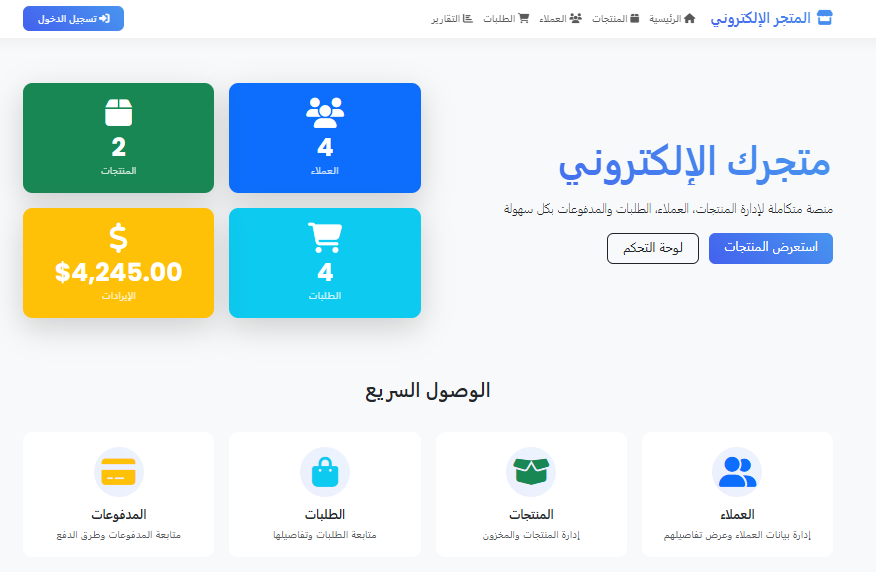 المتجر الإلكتروني
الرئيسية
المنتجات
العملاء
الطلبات
التقارير
تسجيل الدخول
متجرك الإلكتروني
منصة متكاملة لإدارة المنتجات، العملاء، الطلبات والمدفوعات بكل سهولة
استعرض المنتجات
لوحة التحكم
4
العملاء
2
المنتجات
4
الطلبات
$4,245.00
الإيرادات
الوصول السريع
العملاء
إدارة بيانات العملاء وعرض تفاصيلهم
المنتجات
إدارة المنتجات والمخزون
الطلبات
متابعة الطلبات وتفاصيلها
المدفوعات
متابعة المدفوعات وطرق الدفع